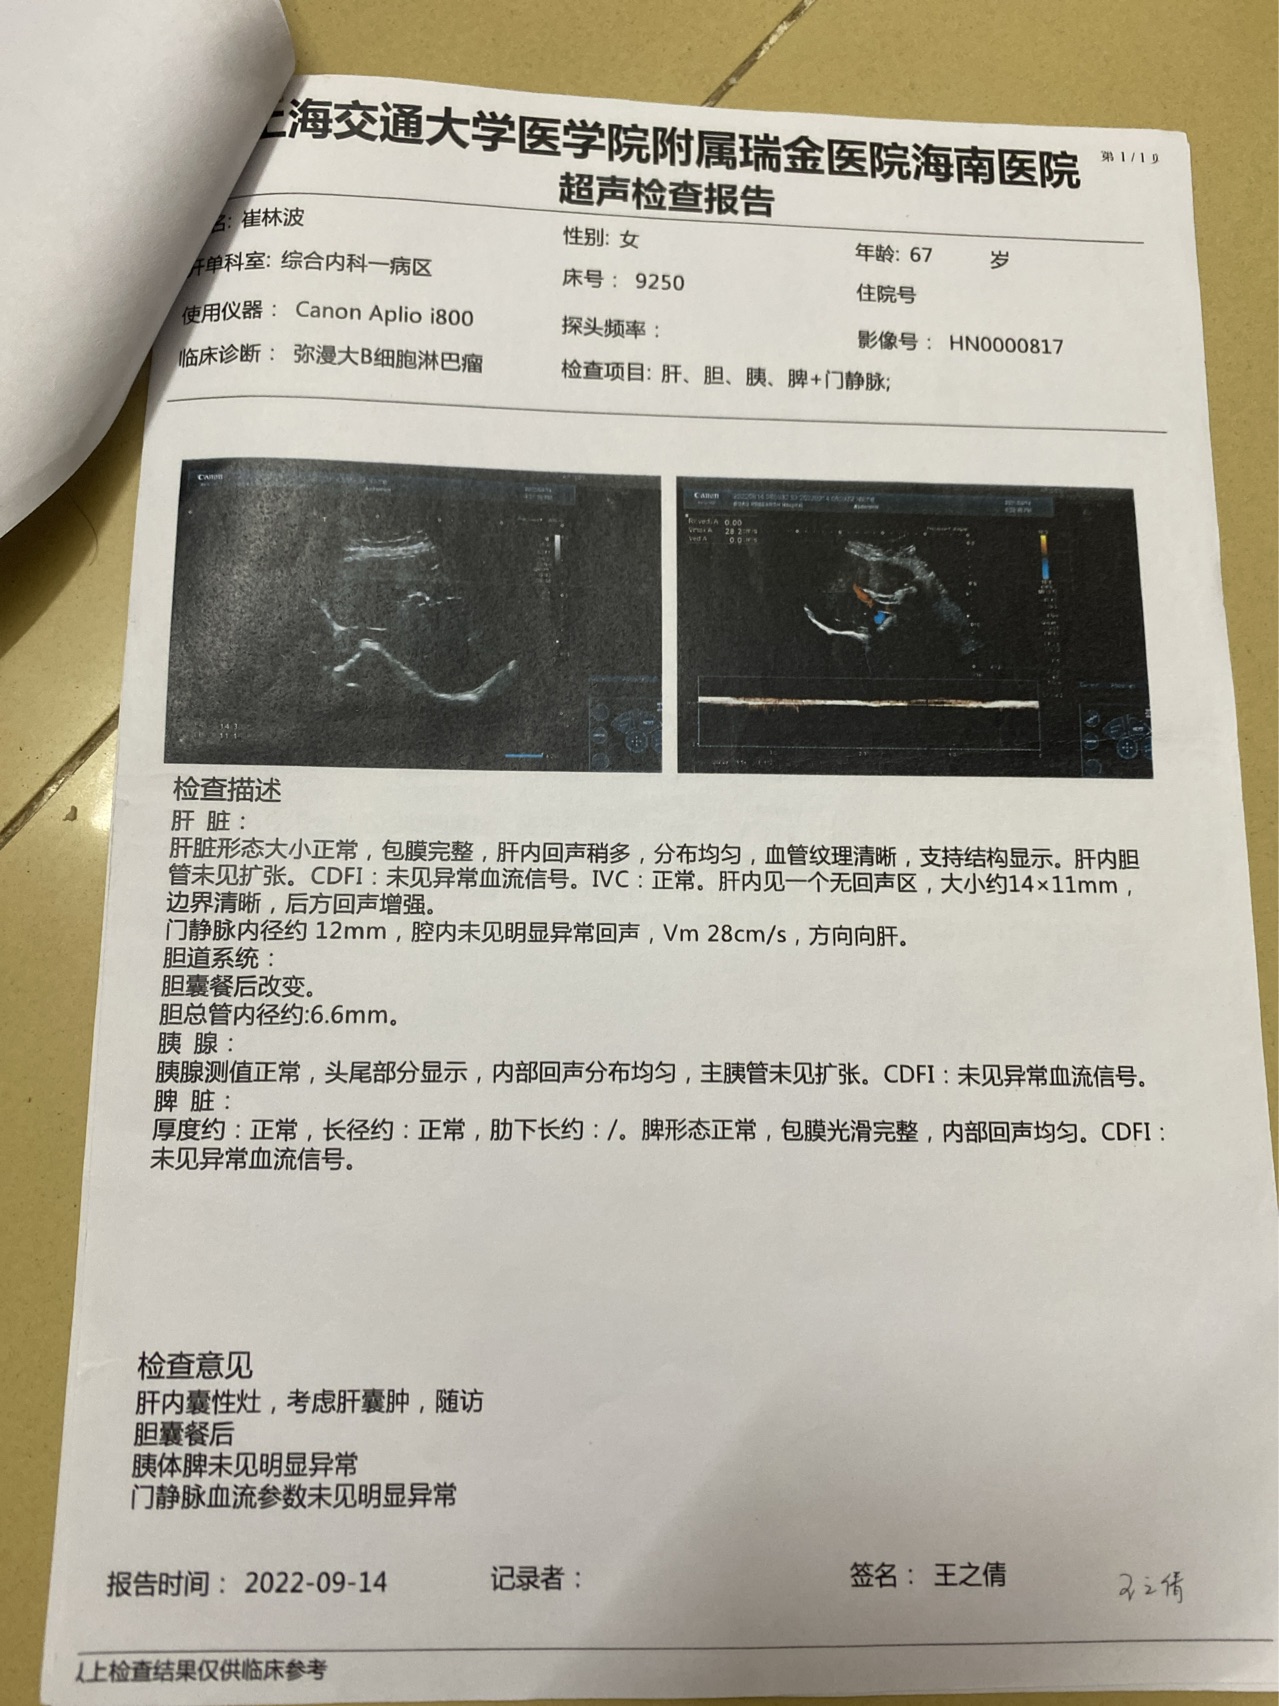 海交通大学医学院附属瑞金医院海南医院
第1/1页
超声检查报告
名: 崔林波 性别: 女 年龄: 67 岁
开单科室: 综合内科一病区 床号： 9250 住院号
使用仪器： Canon Aplio i800 探头频率： 影像号： HN0000817
临床诊断： 弥漫大B细胞淋巴瘤 检查项目: 肝、胆、胰、脾+门静脉;
Canon
Canon
检查描述
肝 脏：
肝脏形态大小正常，包膜完整，肝内回声稍多，分布均匀，血管纹理清晰，支持结构显示。肝内胆
管未见扩张。CDFI：未见异常血流信号。IVC：正常。肝内见一个无回声区，大小约14×11mm，
边界清晰，后方回声增强。
门静脉内径约 12mm，腔内未见明显异常回声，Vm 28cm/s，方向向肝。
胆道系统：
胆囊餐后改变。
胆总管内径约:6.6mm。
胰 腺：
胰腺测值正常，头尾部分显示，内部回声分布均匀，主胰管未见扩张。CDFI：未见异常血流信号。
脾 脏：
厚度约：正常，长径约：正常，肋下长约：/。脾形态正常，包膜光滑完整，内部回声均匀。CDFI：
未见异常血流信号。
检查意见
肝内囊性灶，考虑肝囊肿，随访
胆囊餐后
胰体脾未见明显异常
门静脉血流参数未见明显异常
报告时间： 2022-09-14 记录者： 签名： 王之倩 王之倩
以上检查结果仅供临床参考